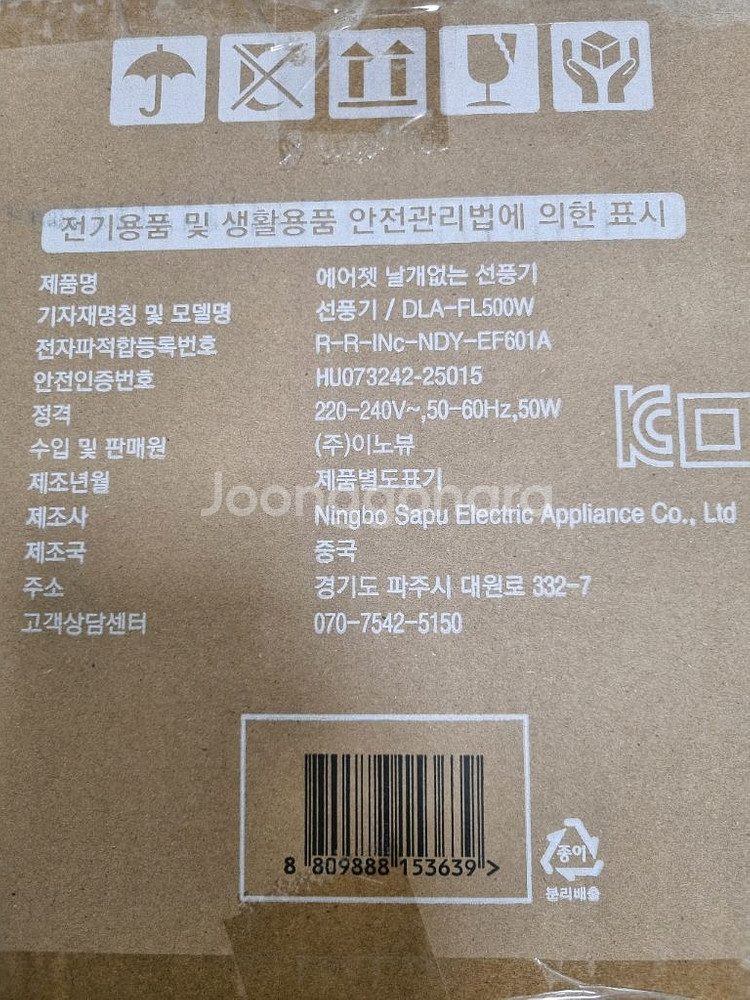 전기용품 및 생활용품 안전관리법에 의한 표시
제품명 에어젯 날개없는 선풍기
기자재명칭 및 모델명 선풍기 / DLA-FL500W
전자파적합등록번호 R-R-INc-NDY-EF601A
안전인증번호 HU073242-25015
정격 220-240V~,50-60Hz,50W
수입 및 판매원 (주)이노뷰
제조년월 제품별도표기
Joonggonara
제조사 Ningbo Sapu Electric Appliance Co., Ltd
제조국 중국
주소 경기도 파주시 대원로 332-7
고객상담센터 070-7542-5150
8 809888 153639 >
종이
분리배출